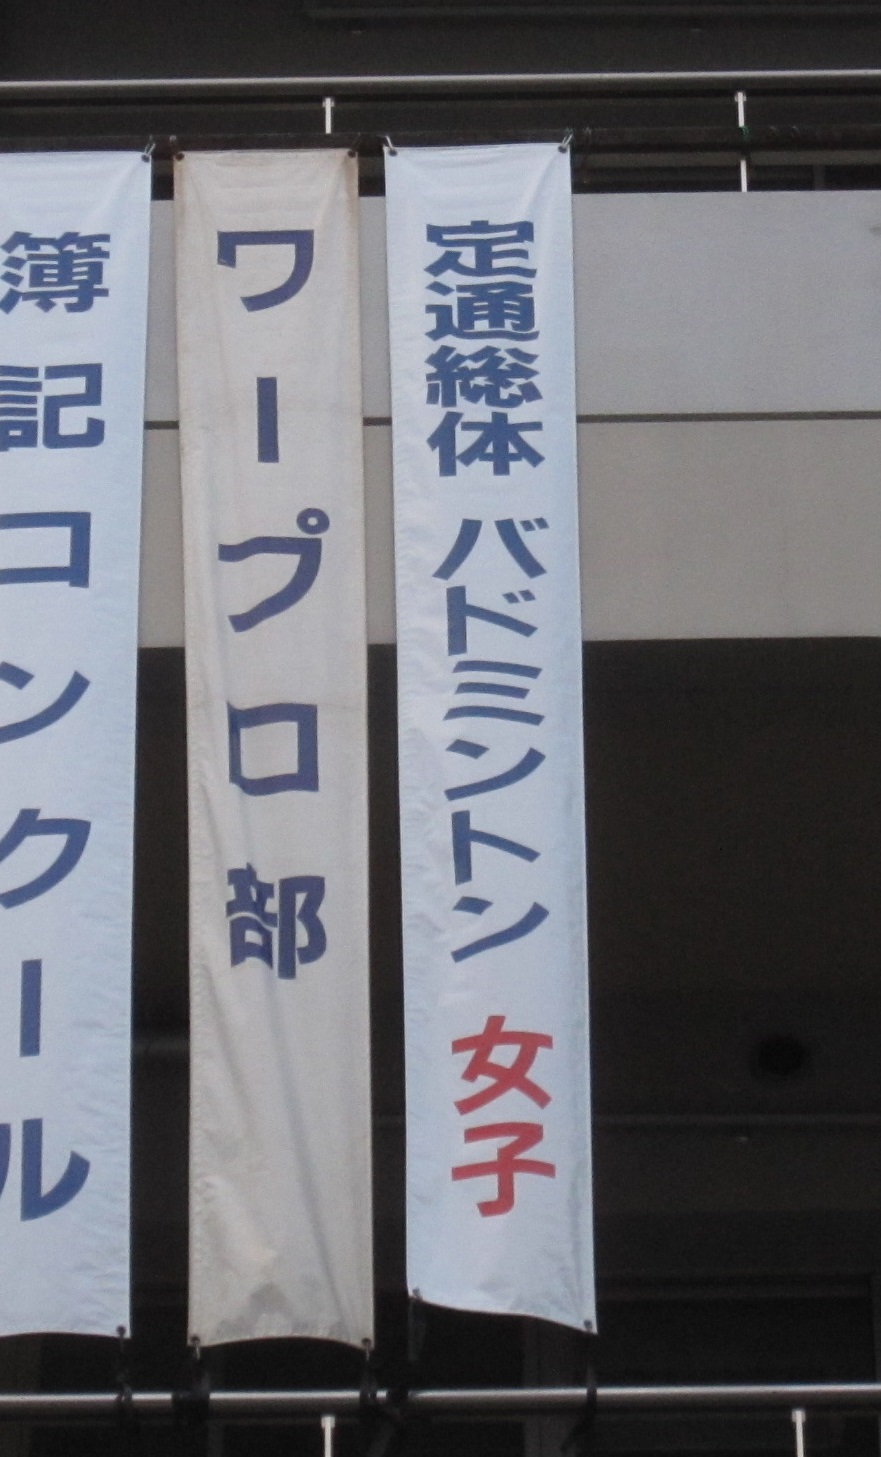 定通総体 バドミントン 女子
ワープロ部
簿記コンクール